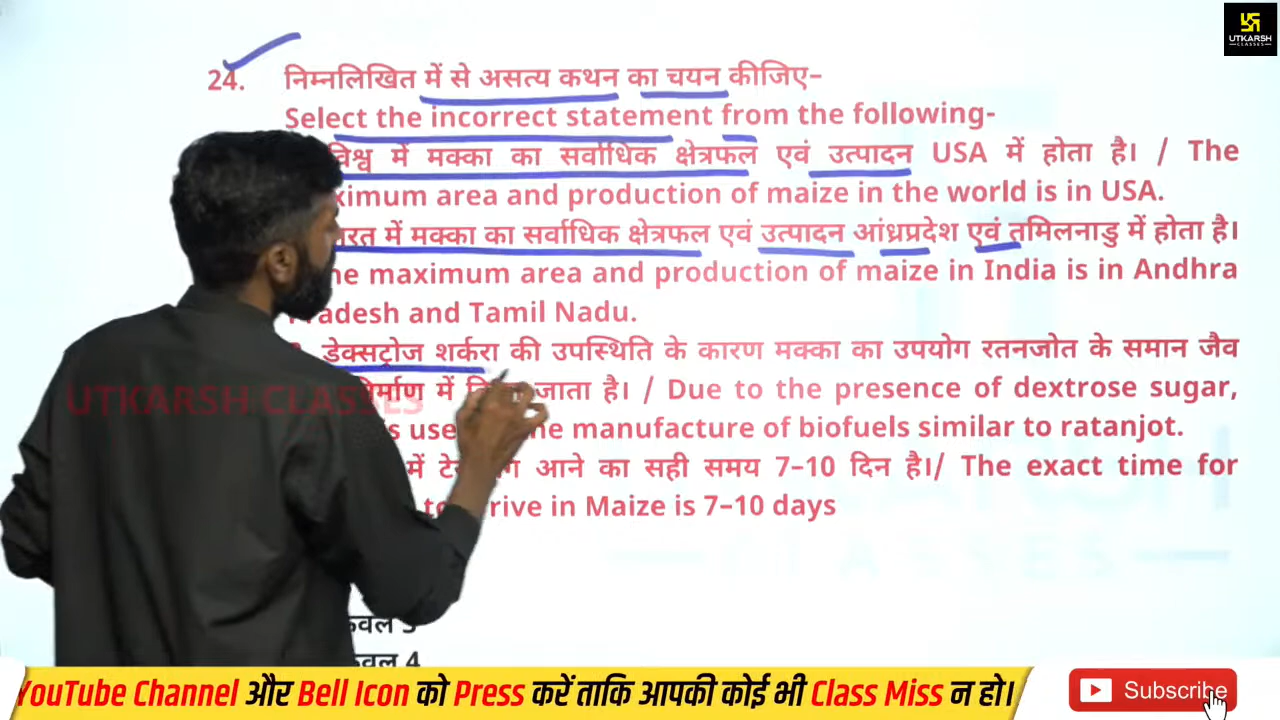 UTKARSH
CLASSES
24. निम्नलिखित में से असत्य कथन का चयन कीजिए–
Select the incorrect statement from the following-
विश्व में मक्का का सर्वाधिक क्षेत्रफल एवं उत्पादन USA में होता है। / The
ximum area and production of maize in the world is in USA.
रत में मक्का का सर्वाधिक क्षेत्रफल एवं उत्पादन आंध्रप्रदेश एवं तमिलनाडु में होता है।
he maximum area and production of maize in India is in Andhra
radesh and Tamil Nadu.
डेक्सट्रोज शर्करा की उपस्थिति के कारण मक्का का उपयोग रतनजोत के समान जैव
र्माण में जाता है। / Due to the presence of dextrose sugar,
s use ne manufacture of biofuels similar to ratanjot.
में आने का सही समय 7–10 दिन है।/ The exact time for
rive in Maize is 7–10 days
UTKARSH CLASSES
CLASSES
वल 3
वल 4
YouTube Channel और Bell Icon को Press करें ताकि आपकी कोई भी Class Miss न हो।
Subscribe